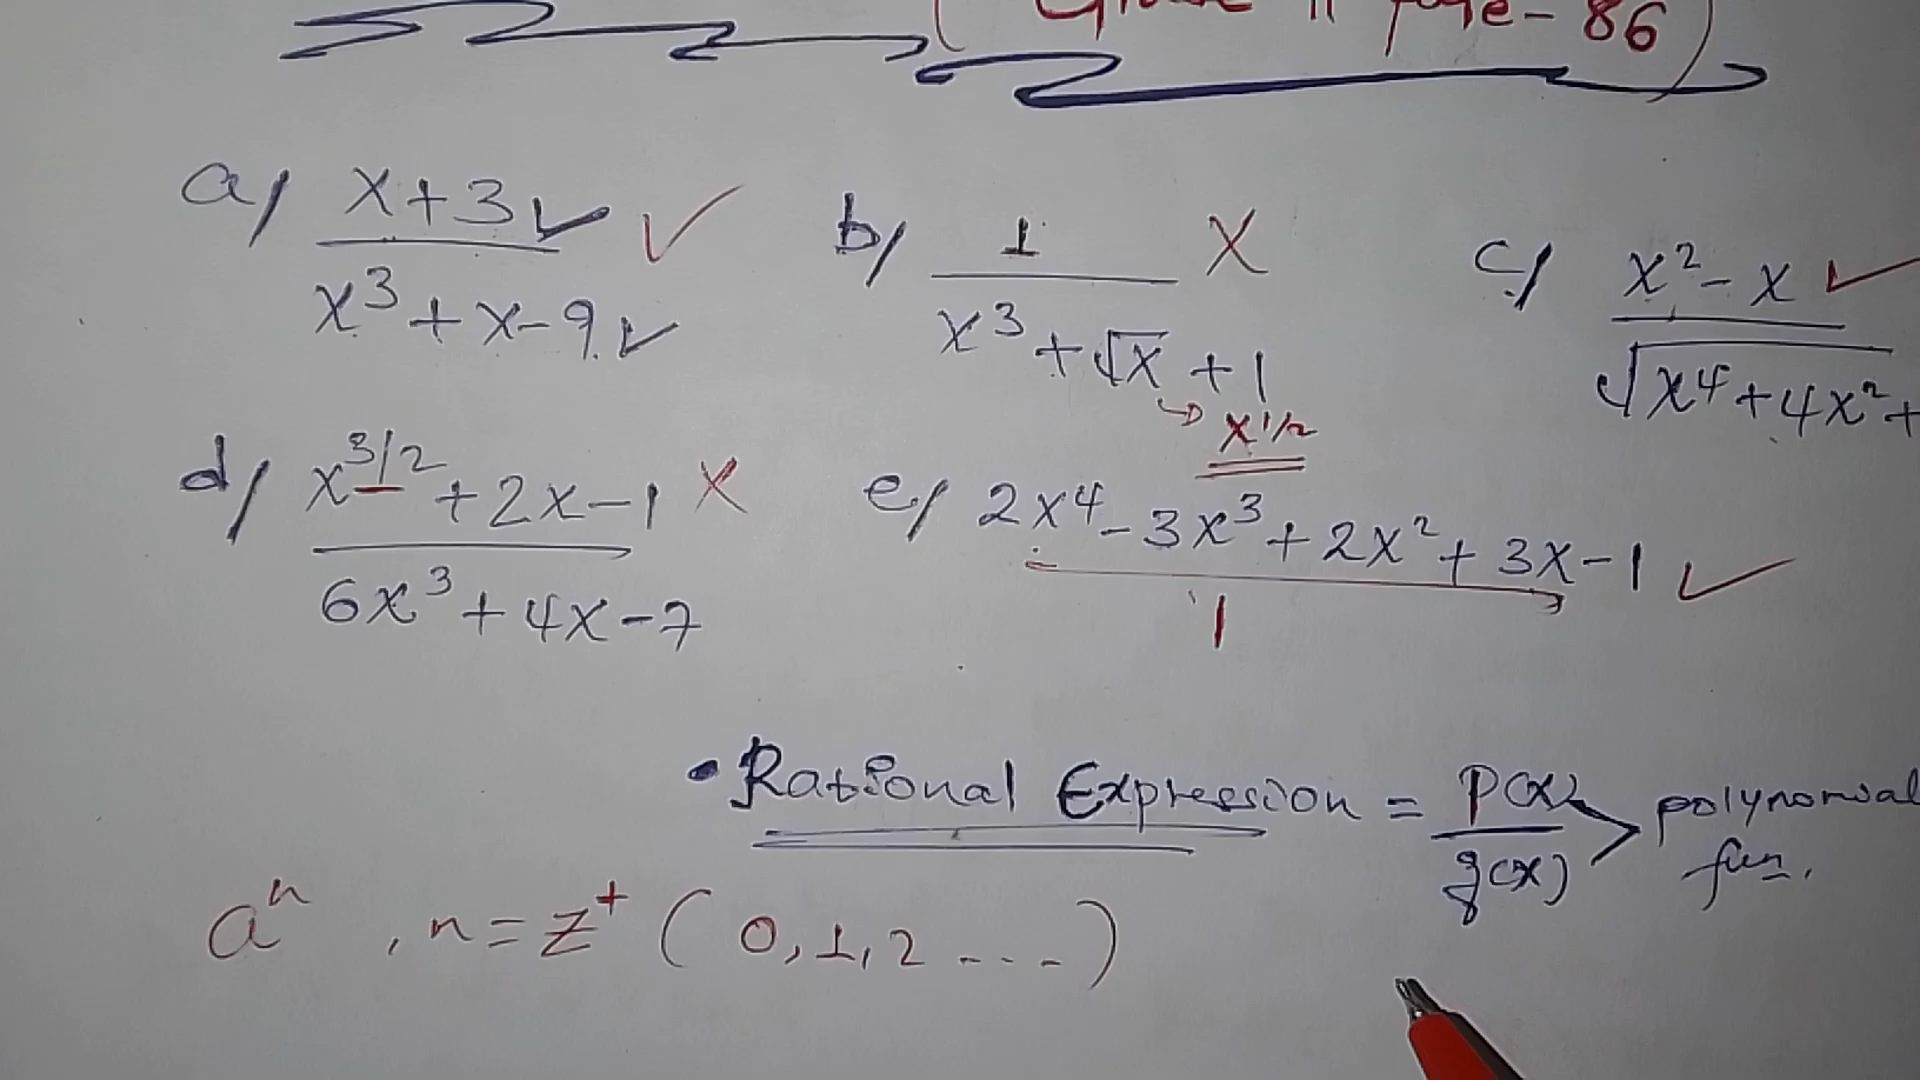 page - 86)
a/ x+3 ✓ ✓
x³ + x - 9 ✓
b/ 1 X
x³ + √x + 1
→ x^1/2
c/ x² - x ✓
√x⁴ + 4x² +
d/ x^3/2 + 2x - 1 X
6x³ + 4x - 7
e/ 2x⁴ - 3x³ + 2x² + 3x - 1 ✓
1
• Rational Expression = P(x) polynomial
g(x) fun.
aⁿ , n = z⁺ ( 0, 1, 2 ---- )